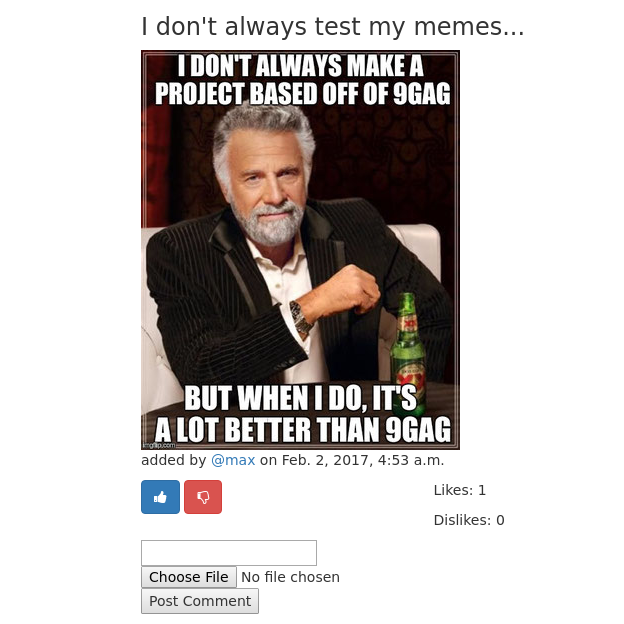 I don't always test my memes...
I DON'T ALWAYS MAKE A
PROJECT BASED OFF OF 9GAG
XX
BUT WHEN I DO, IT'S
A LOT BETTER THAN 9GAG
imgflip.com
added by @max on Feb. 2, 2017, 4:53 a.m.
Likes: 1
Dislikes: 0
Choose File No file chosen
Post Comment